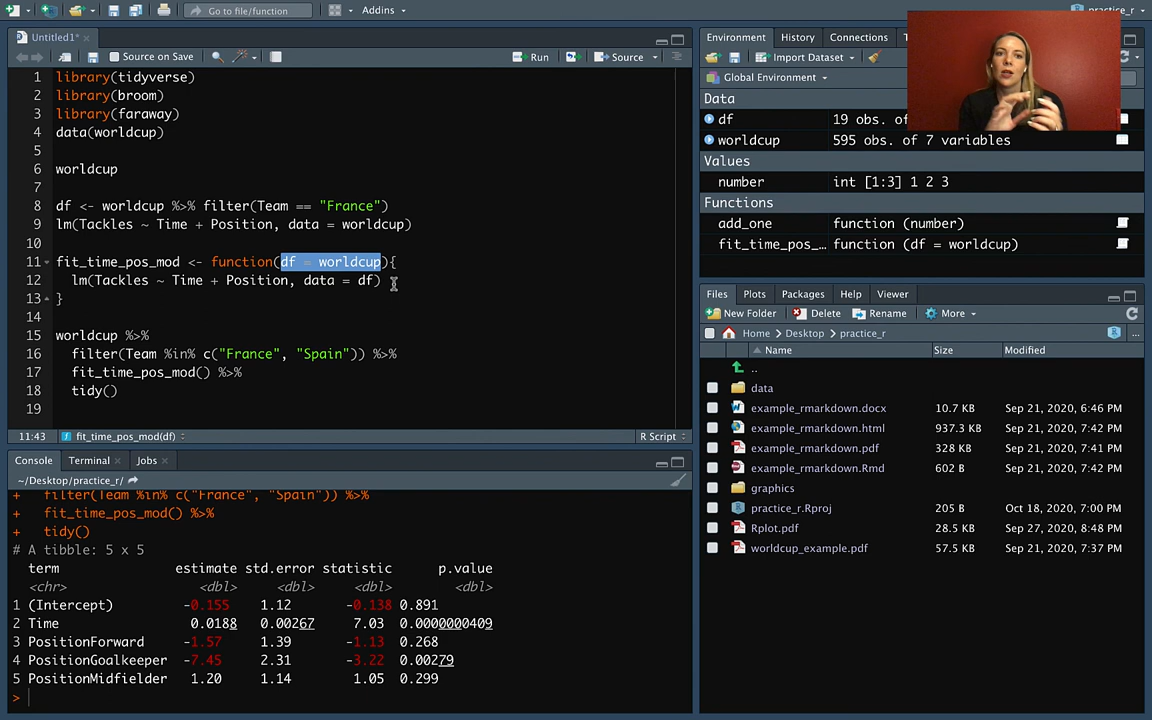 Go to file/function
Addins
practice_r
Untitled1*
Source on Save
Run
Source
1 library(tidyverse)
2 library(broom)
3 library(faraway)
4 data(worldcup)
5
6 worldcup
7
8 df <- worldcup %>% filter(Team == "France")
9 lm(Tackles ~ Time + Position, data = worldcup)
10
11 fit_time_pos_mod <- function(df = worldcup){
12 lm(Tackles ~ Time + Position, data = df)
13 }
14
15 worldcup %>%
16 filter(Team %in% c("France", "Spain")) %>%
17 fit_time_pos_mod() %>%
18 tidy()
19
11:43 fit_time_pos_mod(df) R Script
Console Terminal Jobs
~/Desktop/practice_r/
+ filter(Team %in% c("France", "Spain")) %>%
+ fit_time_pos_mod() %>%
+ tidy()
# A tibble: 5 x 5
term estimate std.error statistic p.value
<chr> <dbl> <dbl> <dbl> <dbl>
1 (Intercept) -0.155 1.12 -0.138 0.891
2 Time 0.0188 0.00267 7.03 0.0000000409
3 PositionForward -1.57 1.39 -1.13 0.268
4 PositionGoalkeeper -7.45 2.31 -3.22 0.00279
5 PositionMidfielder 1.20 1.14 1.05 0.299
>
Environment History Connections
Import Dataset
Global Environment
Data
df 19 obs. of
worldcup 595 obs. of 7 variables
Values
number int [1:3] 1 2 3
Functions
add_one function (number)
fit_time_pos_… function (df = worldcup)
Files Plots Packages Help Viewer
New Folder Delete Rename More
Home Desktop practice_r
Name Size Modified
..
data
example_rmarkdown.docx 10.7 KB Sep 21, 2020, 6:46 PM
example_rmarkdown.html 937.3 KB Sep 21, 2020, 7:42 PM
example_rmarkdown.pdf 328 KB Sep 21, 2020, 7:41 PM
example_rmarkdown.Rmd 602 B Sep 21, 2020, 7:42 PM
graphics
practice_r.Rproj 205 B Oct 18, 2020, 7:00 PM
Rplot.pdf 28.5 KB Sep 27, 2020, 8:48 PM
worldcup_example.pdf 57.5 KB Sep 21, 2020, 7:37 PM